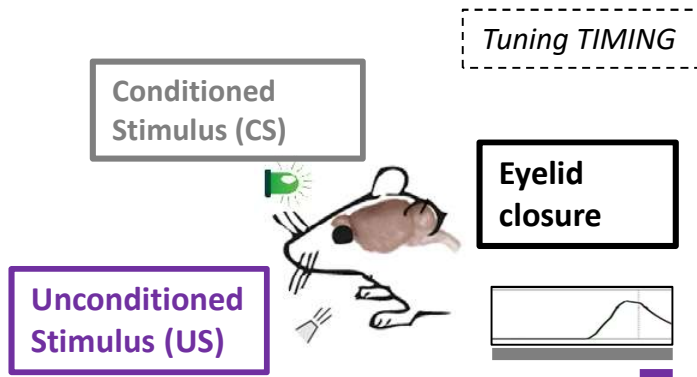 Tuning TIMING
Conditioned
Stimulus (CS)
Eyelid
closure
Unconditioned
Stimulus (US)